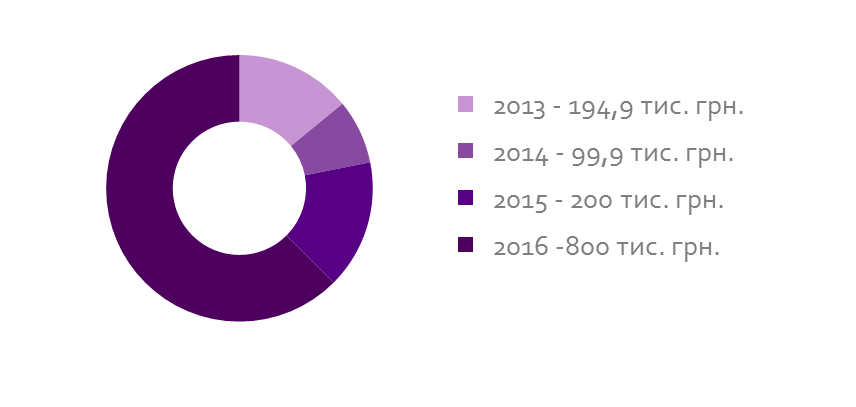 2013 - 194,9 тис. грн.
2014 - 99,9 тис. грн.
2015 - 200 тис. грн.
2016 -800 тис. грн.